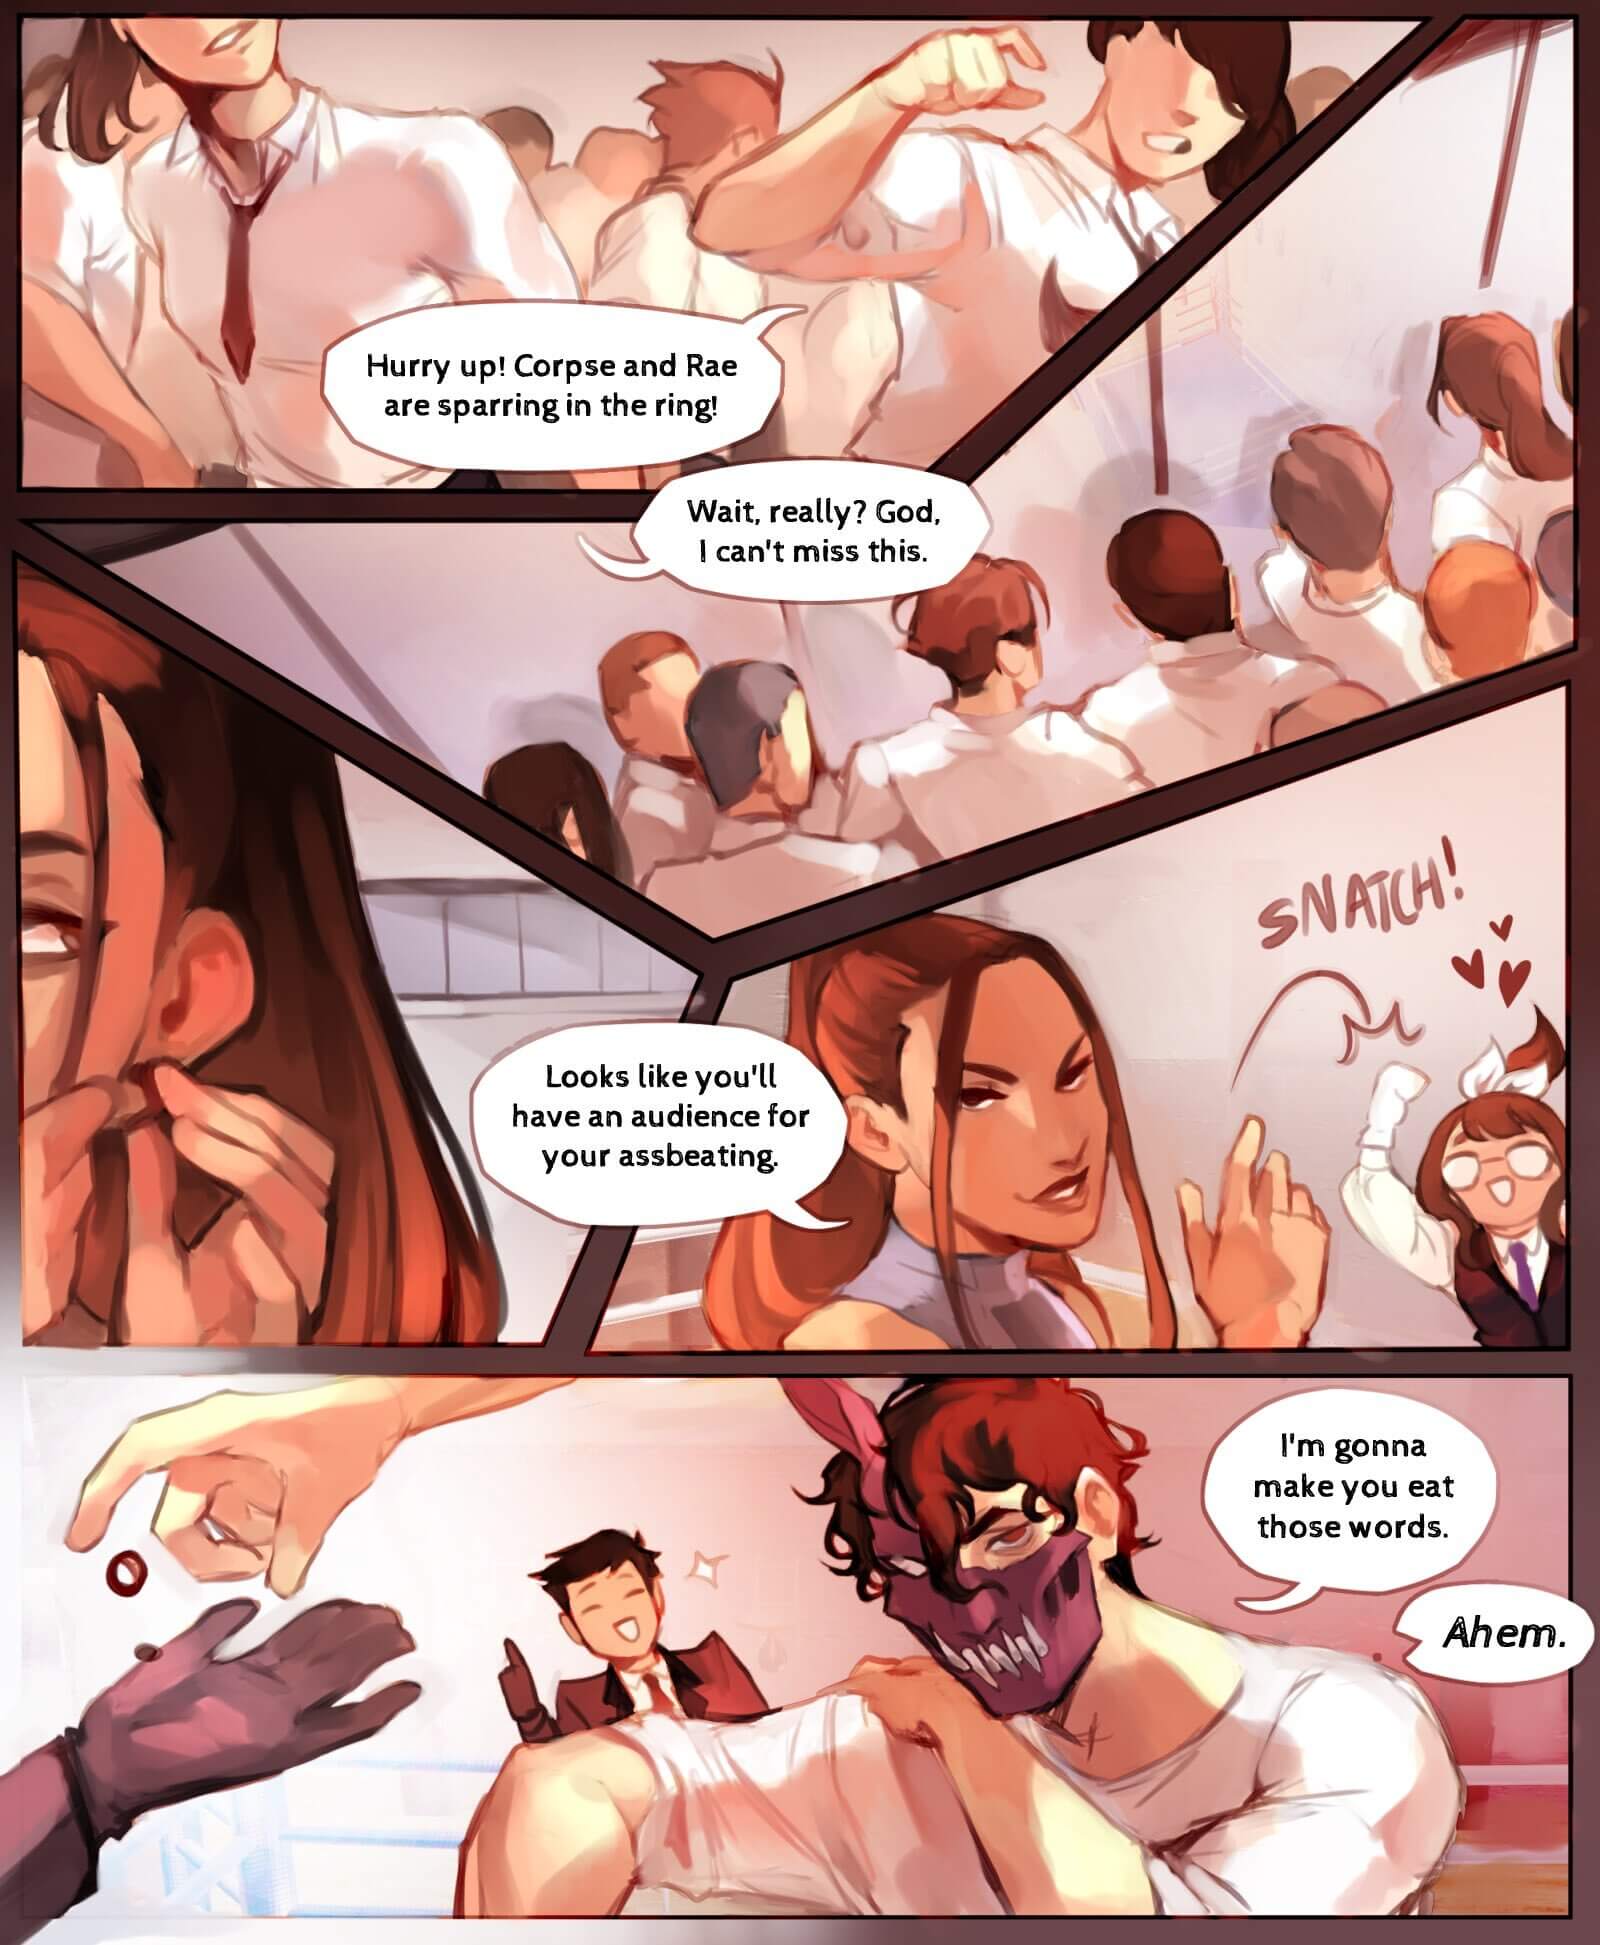 Hurry up! Corpse and Rae
are sparring in the ring!
Wait, really? God,
I can't miss this.
SNATCH!
Looks like you'll
have an audience for
your assbeating.
I'm gonna
make you eat
those words.
Ahem.